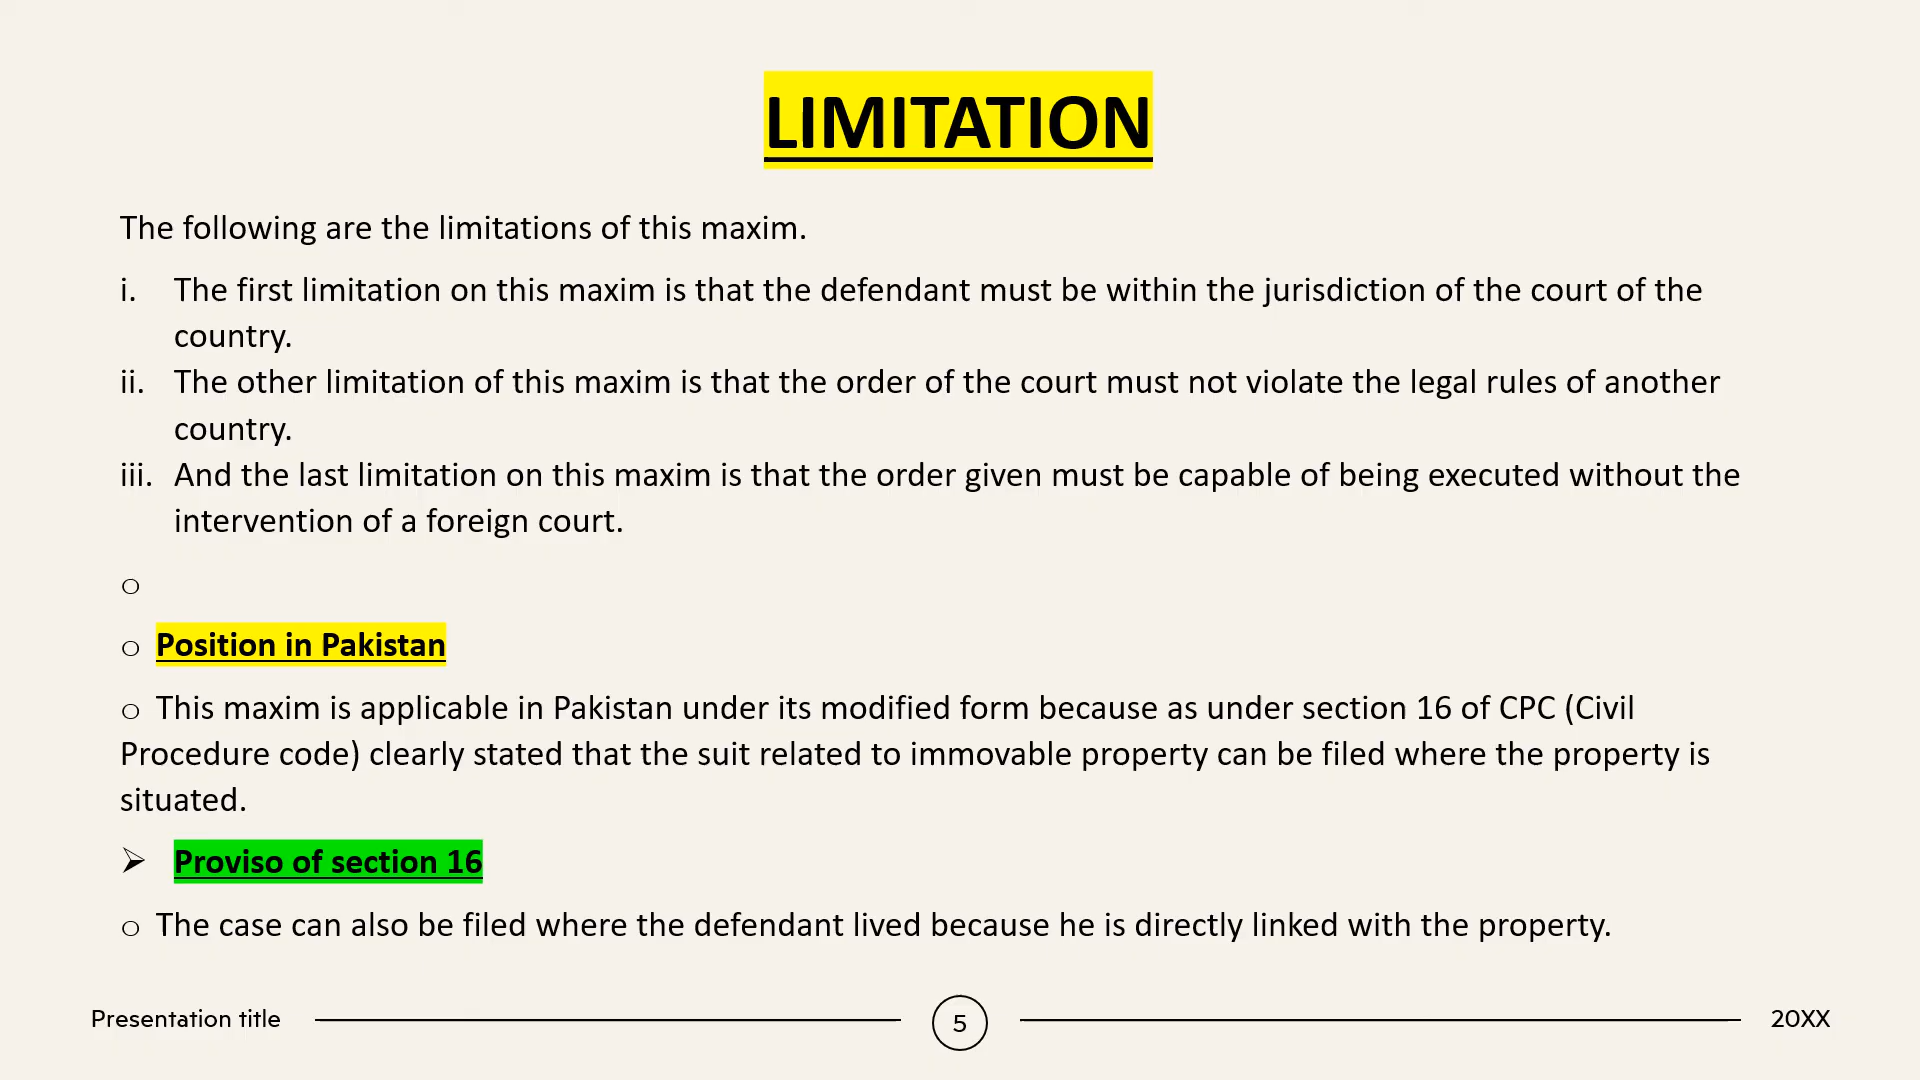 LIMITATION
The following are the limitations of this maxim.
i. The first limitation on this maxim is that the defendant must be within the jurisdiction of the court of the
country.
ii. The other limitation of this maxim is that the order of the court must not violate the legal rules of another
country.
iii. And the last limitation on this maxim is that the order given must be capable of being executed without the
intervention of a foreign court.
○
○ Position in Pakistan
○ This maxim is applicable in Pakistan under its modified form because as under section 16 of CPC (Civil
Procedure code) clearly stated that the suit related to immovable property can be filed where the property is
situated.
➢ Proviso of section 16
○ The case can also be filed where the defendant lived because he is directly linked with the property.
Presentation title 5 20XX